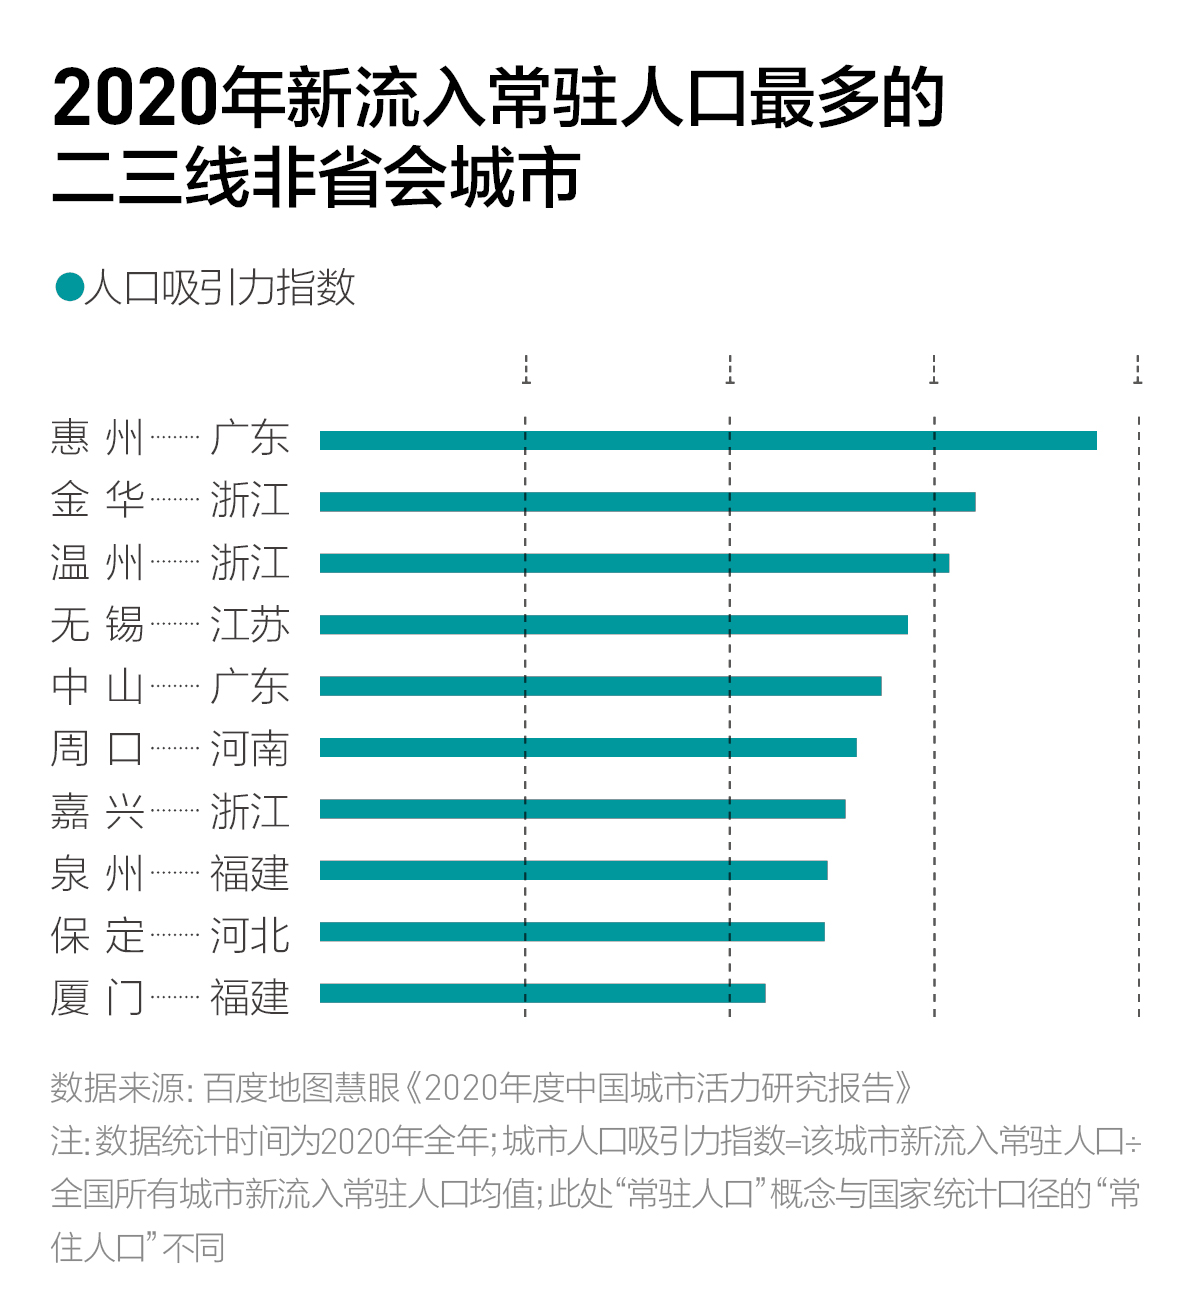 2020年新流入常驻人口最多的
二三线非省会城市
人口吸引力指数
惠州………广东
金华………浙江
温州………浙江
无锡………江苏
中山………广东
周口………河南
嘉兴………浙江
泉州………福建
保定………河北
厦门………福建
数据来源：百度地图慧眼《2020年度中国城市活力研究报告》
注：数据统计时间为2020年全年；城市人口吸引力指数=该城市新流入常驻人口÷
全国所有城市新流入常驻人口均值；此处“常驻人口”概念与国家统计口径的“常
住人口”不同